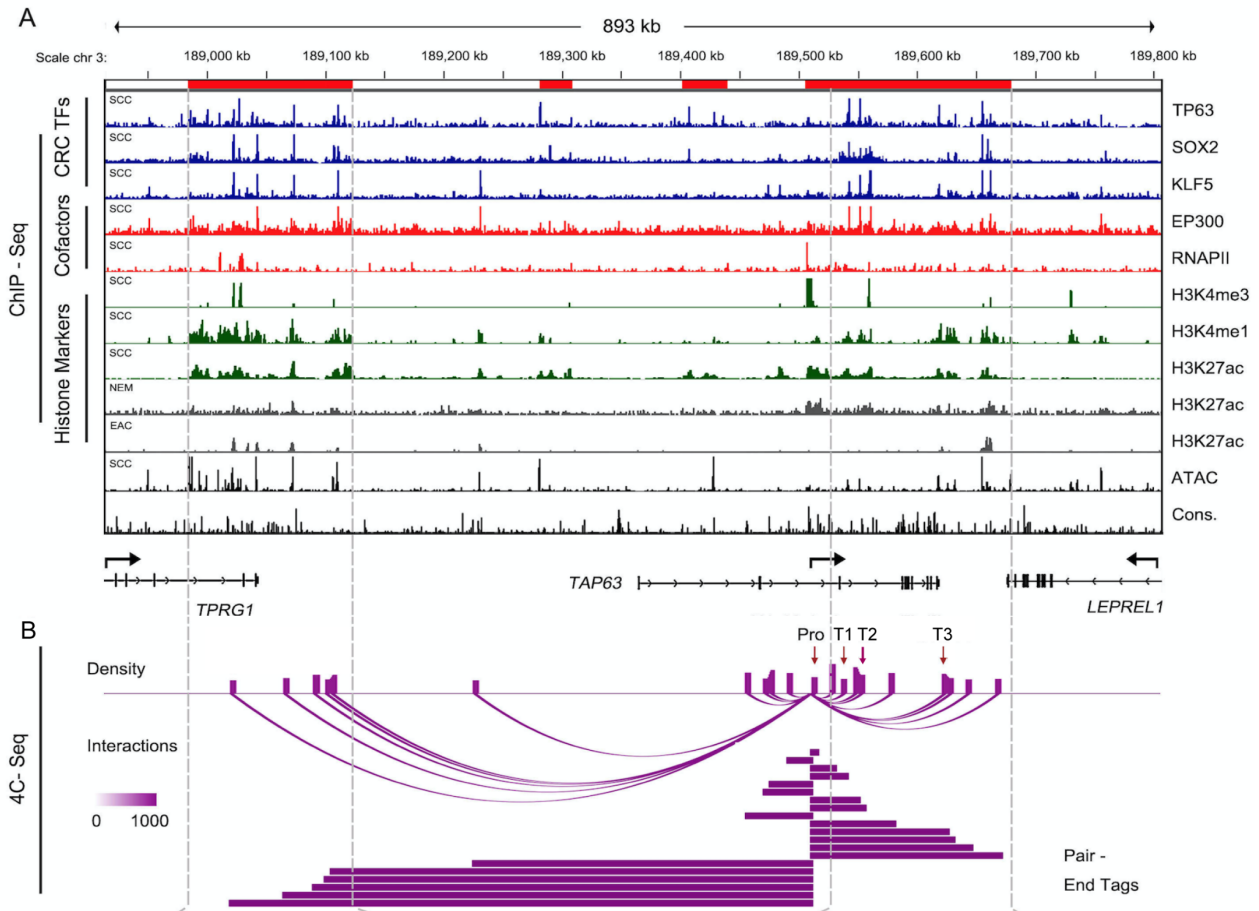 A
893 kb
Scale chr 3:
189,000 kb 189,100 kb 189,200 kb 189,300 kb 189,400 kb 189,500 kb 189,600 kb 189,700 kb 189,800 kb
ChIP - Seq
CRC TFs
Cofactors
Histone Markers
SCC TP63
SCC SOX2
SCC KLF5
SCC EP300
SCC RNAPII
SCC H3K4me3
SCC H3K4me1
SCC H3K27ac
NEM H3K27ac
EAC H3K27ac
SCC ATAC
Cons.
TPRG1
TAP63
LEPREL1
B
Pro T1 T2 T3
4C- Seq
Density
Interactions
0 1000
Pair -
End Tags